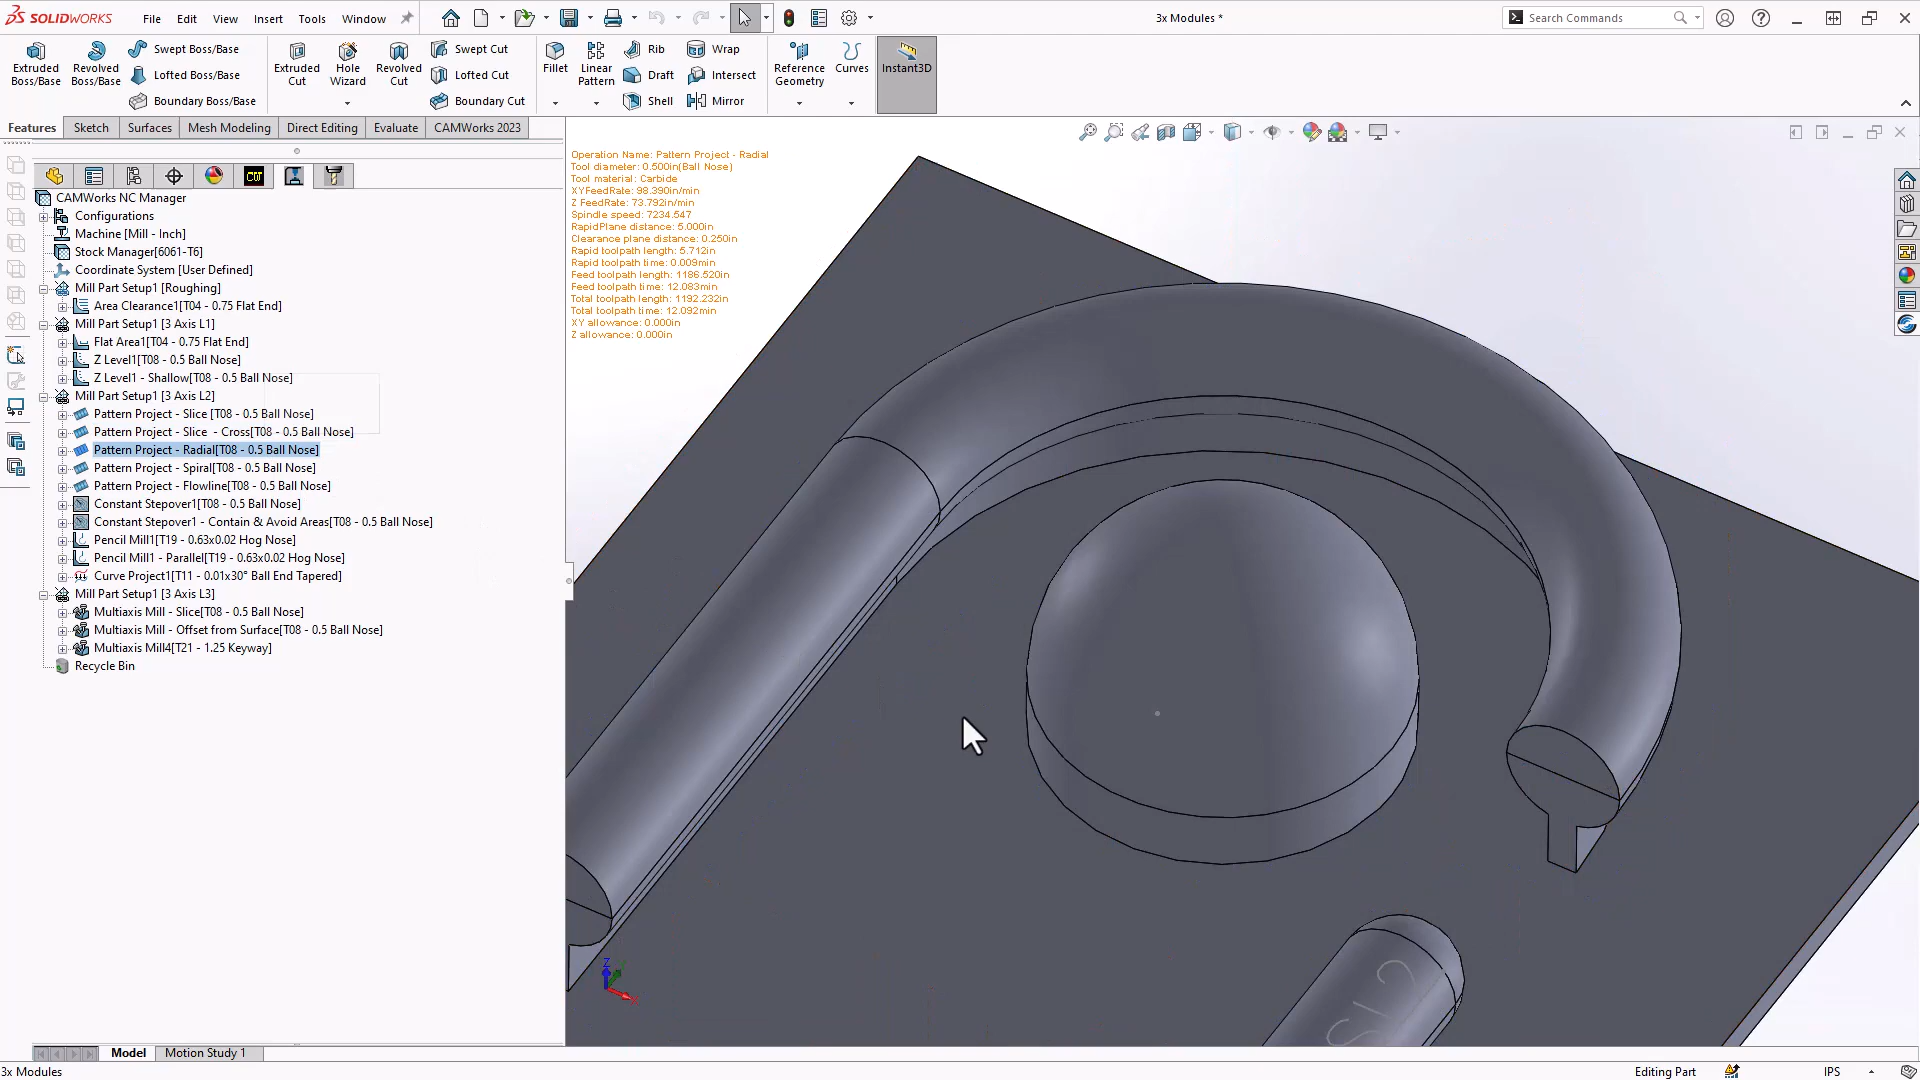 SOLIDWORKS
File Edit View Insert Tools Window
3x Modules *
Search Commands
Extruded Boss/Base
Revolved Boss/Base
Swept Boss/Base
Lofted Boss/Base
Boundary Boss/Base
Extruded Cut
Hole Wizard
Revolved Cut
Swept Cut
Lofted Cut
Boundary Cut
Fillet
Linear Pattern
Rib
Draft
Shell
Wrap
Intersect
Mirror
Reference Geometry
Curves
Instant3D
Features Sketch Surfaces Mesh Modeling Direct Editing Evaluate CAMWorks 2023
CW
CAMWorks NC Manager
Configurations
Machine [Mill - Inch]
Stock Manager[6061-T6]
Coordinate System [User Defined]
Mill Part Setup1 [Roughing]
Area Clearance1[T04 - 0.75 Flat End]
Mill Part Setup1 [3 Axis L1]
Flat Area1[T04 - 0.75 Flat End]
Z Level1[T08 - 0.5 Ball Nose]
Z Level1 - Shallow[T08 - 0.5 Ball Nose]
Mill Part Setup1 [3 Axis L2]
Pattern Project - Slice [T08 - 0.5 Ball Nose]
Pattern Project - Slice - Cross[T08 - 0.5 Ball Nose]
Pattern Project - Radial[T08 - 0.5 Ball Nose]
Pattern Project - Spiral[T08 - 0.5 Ball Nose]
Pattern Project - Flowline[T08 - 0.5 Ball Nose]
Constant Stepover1[T08 - 0.5 Ball Nose]
Constant Stepover1 - Contain & Avoid Areas[T08 - 0.5 Ball Nose]
Pencil Mill1[T19 - 0.63x0.02 Hog Nose]
Pencil Mill1 - Parallel[T19 - 0.63x0.02 Hog Nose]
Curve Project1[T11 - 0.01x30° Ball End Tapered]
Mill Part Setup1 [3 Axis L3]
Multiaxis Mill - Slice[T08 - 0.5 Ball Nose]
Multiaxis Mill - Offset from Surface[T08 - 0.5 Ball Nose]
Multiaxis Mill4[T21 - 1.25 Keyway]
Recycle Bin
Operation Name: Pattern Project - Radial
Tool diameter: 0.500in(Ball Nose)
Tool material: Carbide
XYFeedRate: 98.390in/min
Z FeedRate: 73.792in/min
Spindle speed: 7234.547
RapidPlane distance: 5.000in
Clearance plane distance: 0.250in
Rapid toolpath length: 5.712in
Rapid toolpath time: 0.009min
Feed toolpath length: 1186.520in
Feed toolpath time: 12.083min
Total toolpath length: 1192.232in
Total toolpath time: 12.092min
XY allowance: 0.000in
Z allowance: 0.000in
Z
X
Model Motion Study 1
3x Modules
Editing Part
IPS